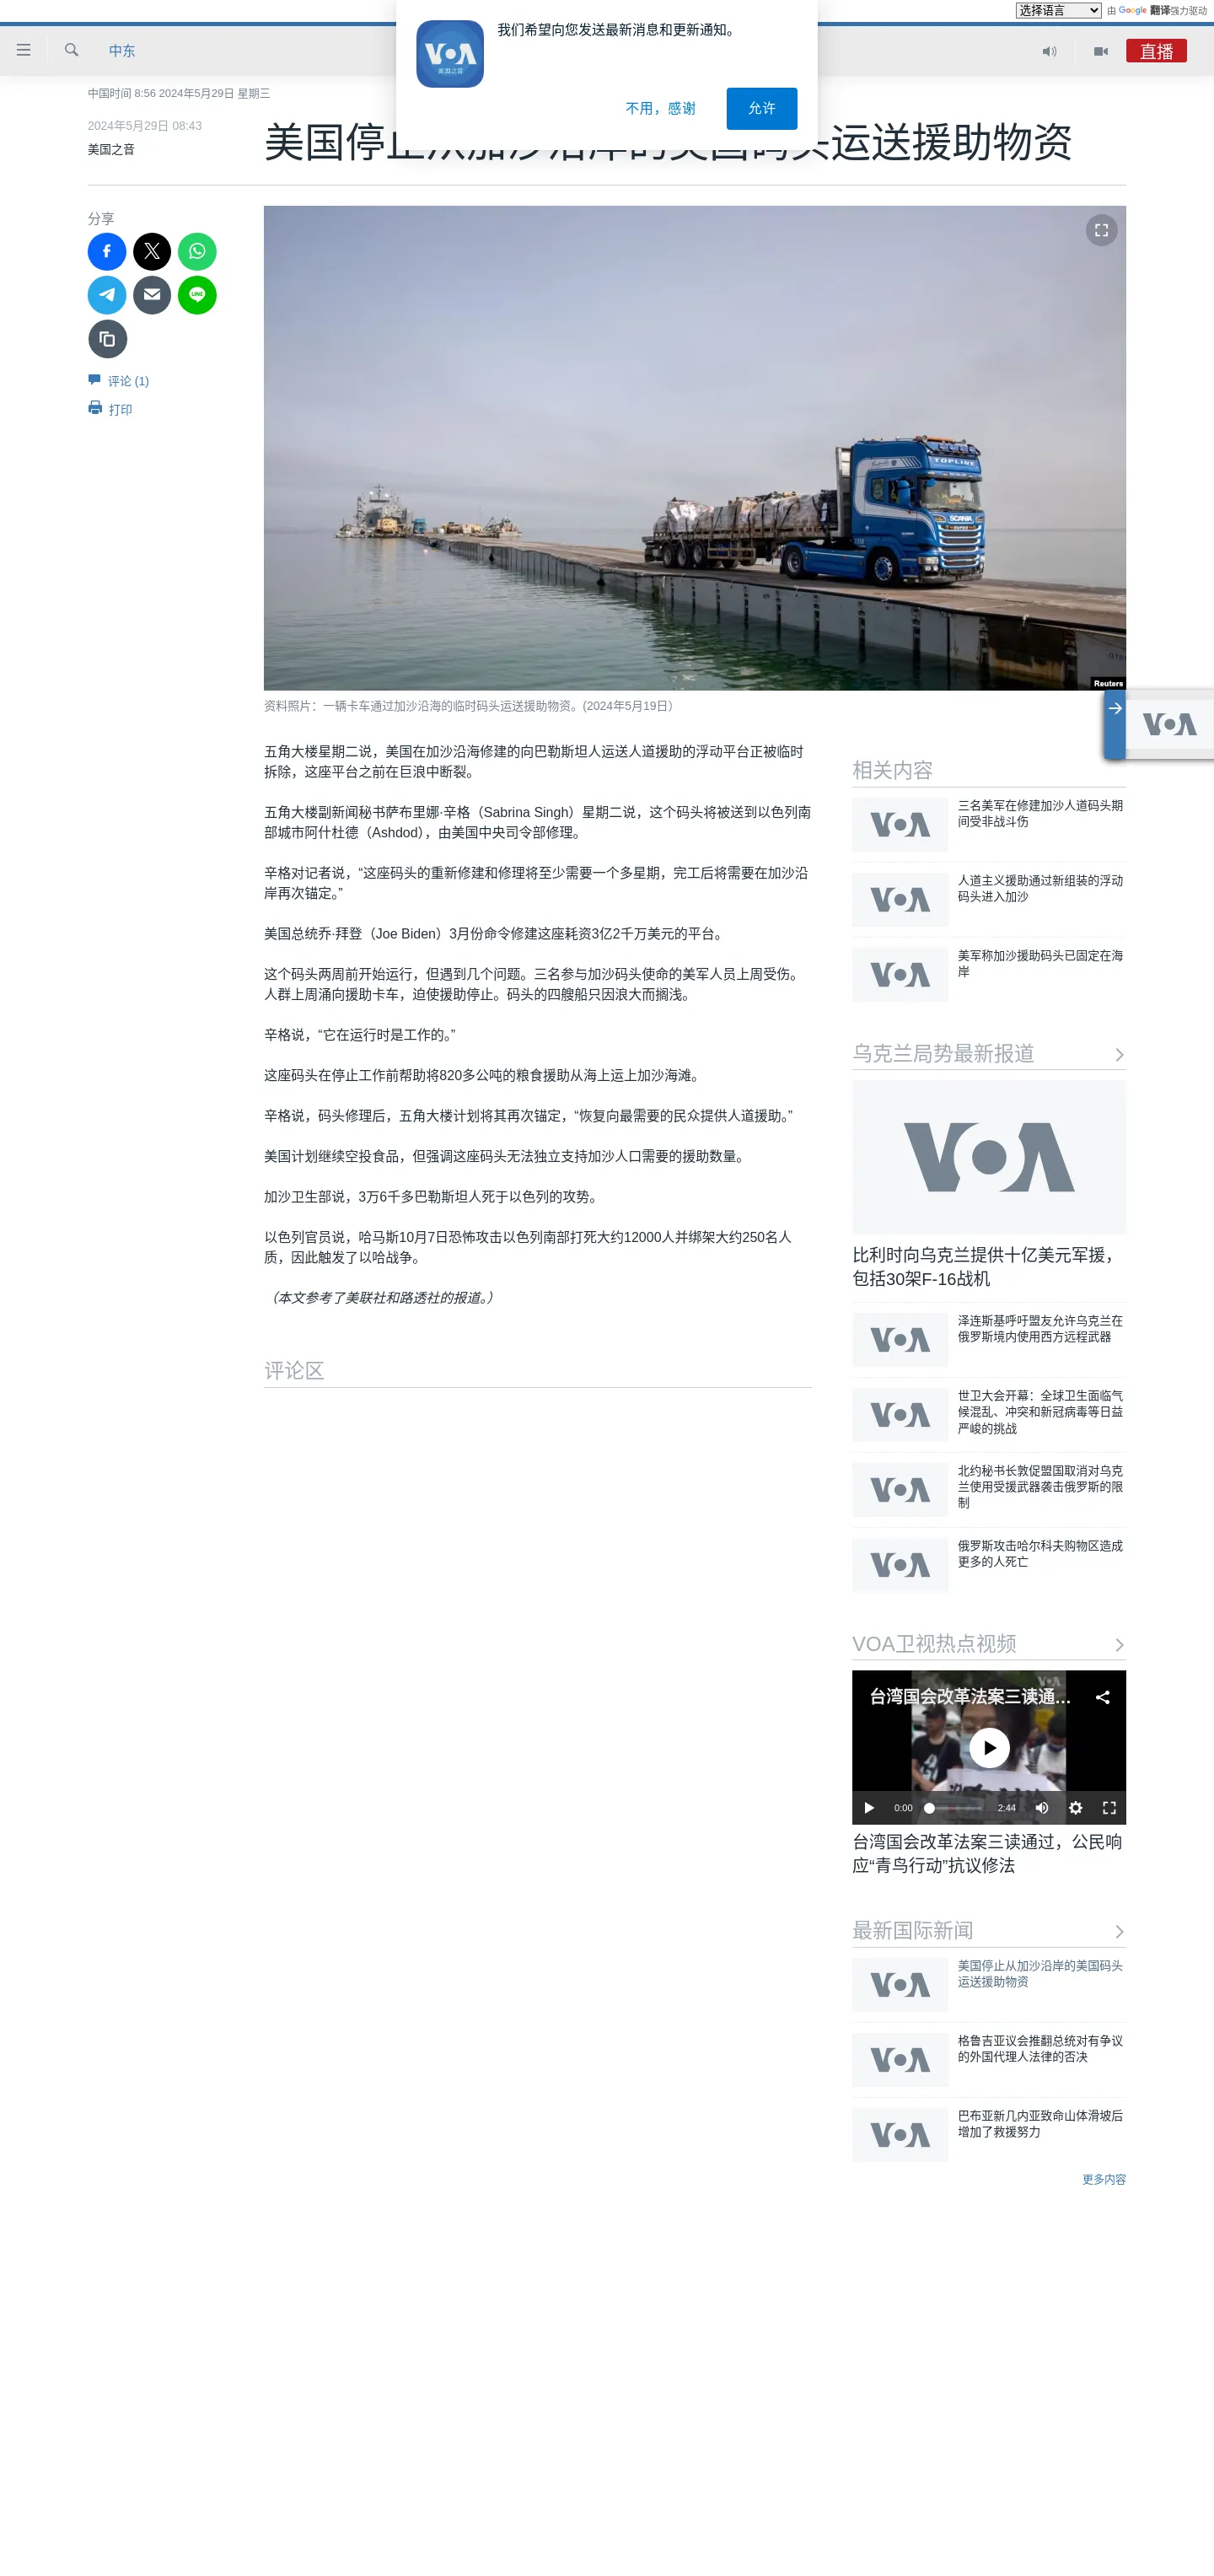 选择语言
由 Google 翻译强力驱动
我们希望向您发送最新消息和更新通知。
VOA
美国之音
不用，感谢
允许
中东
直播
中国时间 8:56 2024年5月29日 星期三
2024年5月29日 08:43
美国之音
美国停止从加沙沿岸的美国码头运送援助物资
分享
LINE
评论 (1)
打印
TOPLINE
SCANIA
Reuters
资料照片：一辆卡车通过加沙沿海的临时码头运送援助物资。(2024年5月19日）
五角大楼星期二说，美国在加沙沿海修建的向巴勒斯坦人运送人道援助的浮动平台正被临时
拆除，这座平台之前在巨浪中断裂。
五角大楼副新闻秘书萨布里娜·辛格（Sabrina Singh）星期二说，这个码头将被送到以色列南
部城市阿什杜德（Ashdod），由美国中央司令部修理。
辛格对记者说，“这座码头的重新修建和修理将至少需要一个多星期，完工后将需要在加沙沿
岸再次锚定。”
美国总统乔·拜登（Joe Biden）3月份命令修建这座耗资3亿2千万美元的平台。
这个码头两周前开始运行，但遇到几个问题。三名参与加沙码头使命的美军人员上周受伤。
人群上周涌向援助卡车，迫使援助停止。码头的四艘船只因浪大而搁浅。
辛格说，“它在运行时是工作的。”
这座码头在停止工作前帮助将820多公吨的粮食援助从海上运上加沙海滩。
辛格说，码头修理后，五角大楼计划将其再次锚定，“恢复向最需要的民众提供人道援助。”
美国计划继续空投食品，但强调这座码头无法独立支持加沙人口需要的援助数量。
加沙卫生部说，3万6千多巴勒斯坦人死于以色列的攻势。
以色列官员说，哈马斯10月7日恐怖攻击以色列南部打死大约12000人并绑架大约250名人
质，因此触发了以哈战争。
（本文参考了美联社和路透社的报道。）
评论区
VOA
相关内容
VOA
三名美军在修建加沙人道码头期
间受非战斗伤
VOA
人道主义援助通过新组装的浮动
码头进入加沙
VOA
美军称加沙援助码头已固定在海
岸
乌克兰局势最新报道
VOA
比利时向乌克兰提供十亿美元军援，
包括30架F-16战机
VOA
泽连斯基呼吁盟友允许乌克兰在
俄罗斯境内使用西方远程武器
VOA
世卫大会开幕：全球卫生面临气
候混乱、冲突和新冠病毒等日益
严峻的挑战
VOA
北约秘书长敦促盟国取消对乌克
兰使用受援武器袭击俄罗斯的限
制
VOA
俄罗斯攻击哈尔科夫购物区造成
更多的人死亡
VOA卫视热点视频
VOA
台湾国会改革法案三读通...
0:00
2:44
台湾国会改革法案三读通过，公民响
应“青鸟行动”抗议修法
最新国际新闻
VOA
美国停止从加沙沿岸的美国码头
运送援助物资
VOA
格鲁吉亚议会推翻总统对有争议
的外国代理人法律的否决
VOA
巴布亚新几内亚致命山体滑坡后
增加了救援努力
更多内容